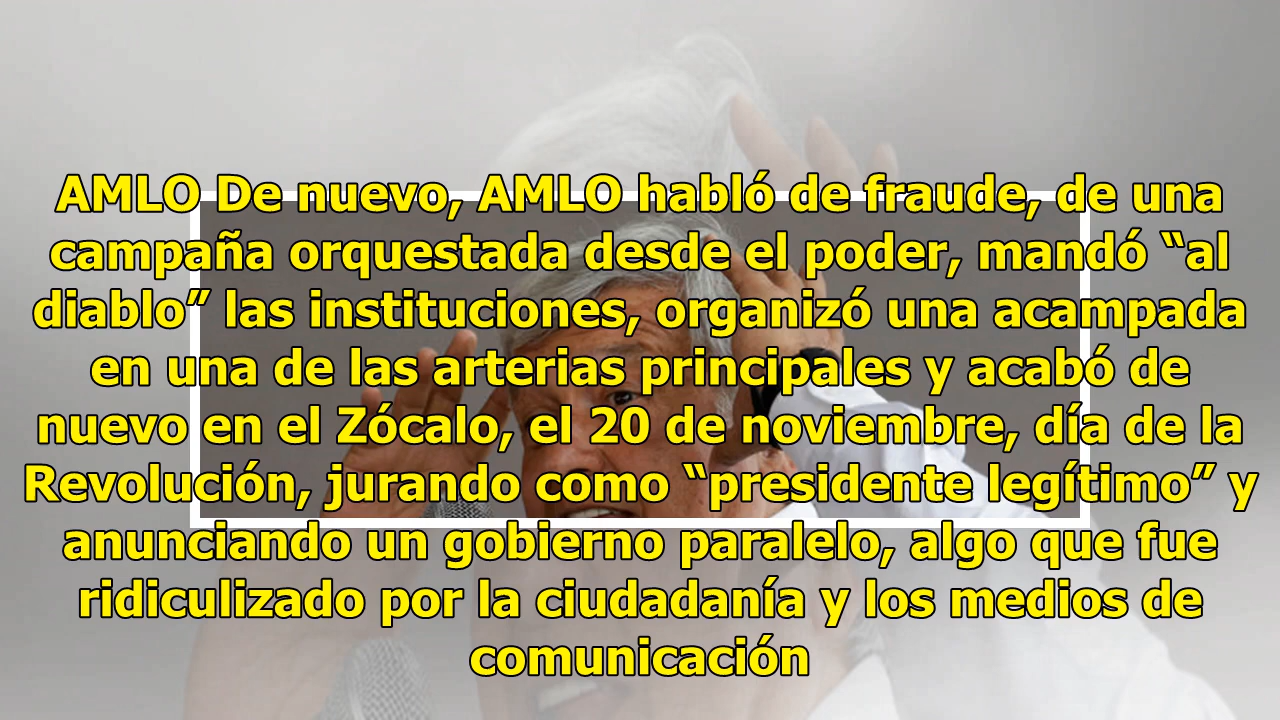 AMLO De nuevo, AMLO habló de fraude, de una
campaña orquestada desde el poder, mandó “al
diablo” las instituciones, organizó una acampada
en una de las arterias principales y acabó de
nuevo en el Zócalo, el 20 de noviembre, día de la
Revolución, jurando como “presidente legítimo” y
anunciando un gobierno paralelo, algo que fue
ridiculizado por la ciudadanía y los medios de
comunicación